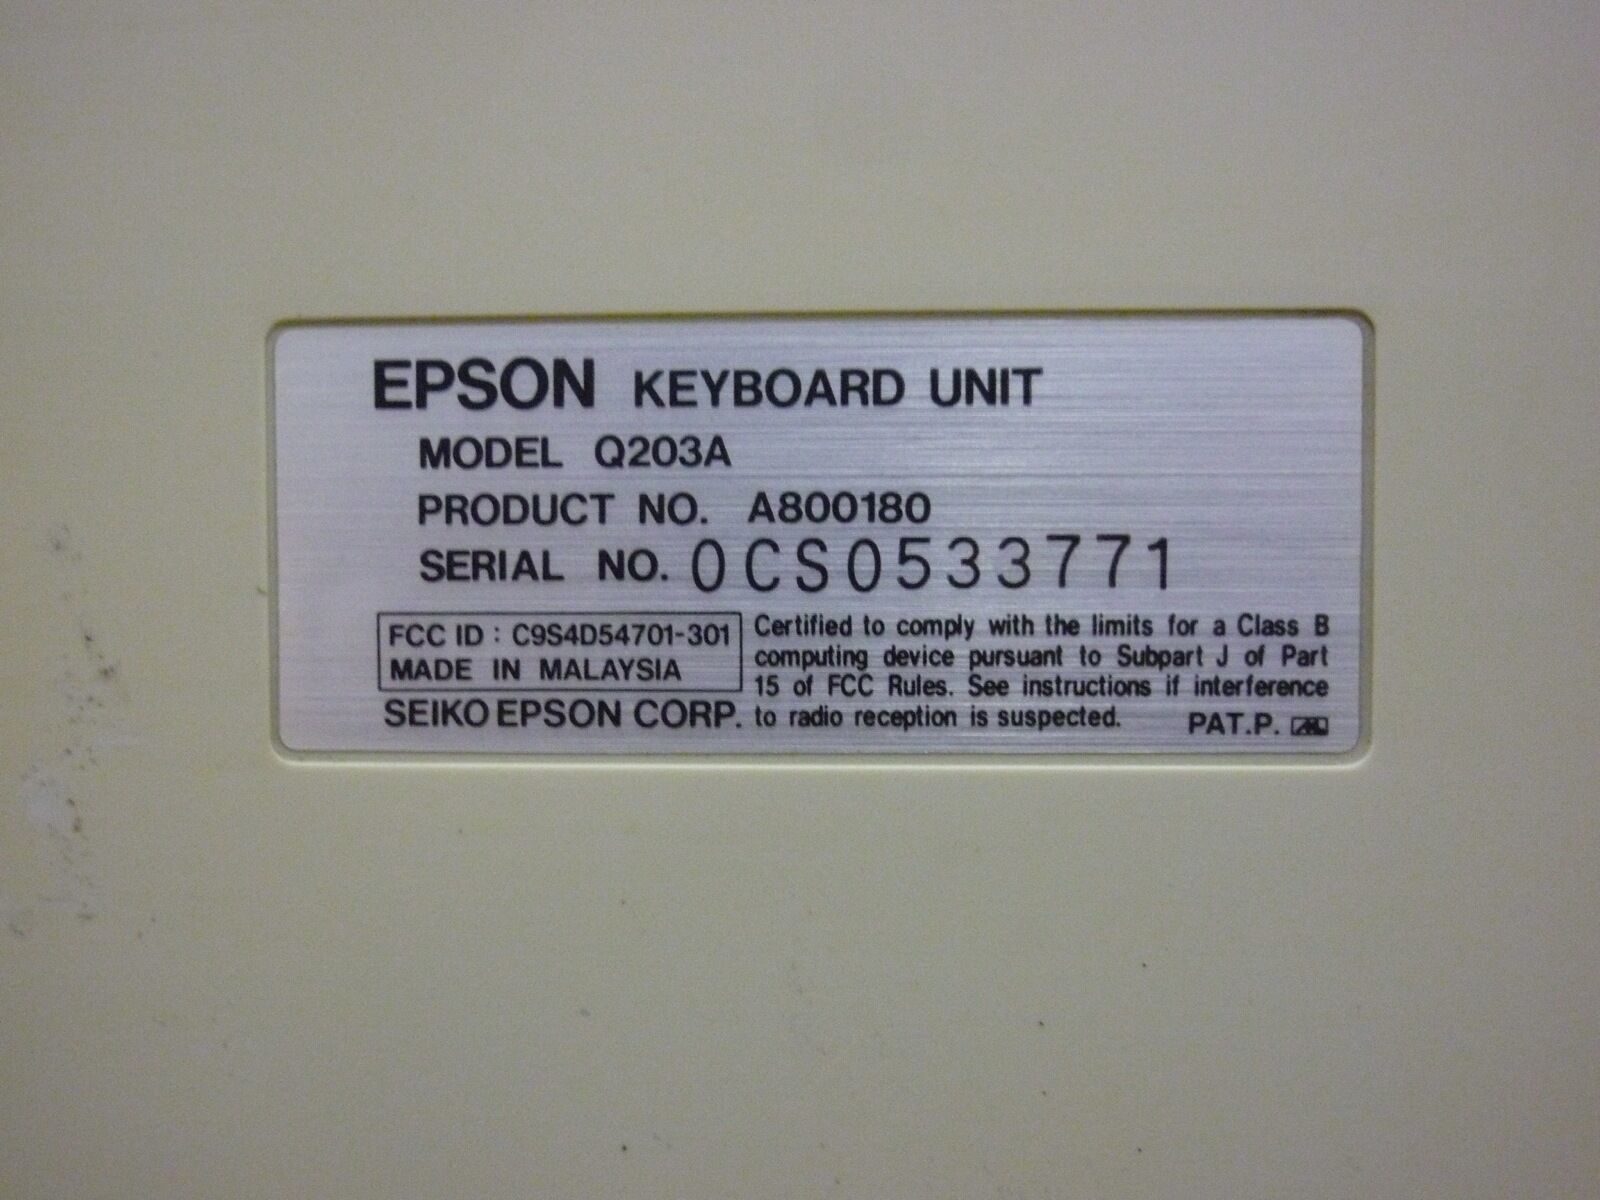 EPSON KEYBOARD UNIT
MODEL Q203A
PRODUCT NO. A800180
SERIAL NO. 0CS0533771
FCC ID : C9S4D54701-301
MADE IN MALAYSIA
SEIKO EPSON CORP.
Certified to comply with the limits for a Class B
computing device pursuant to Subpart J of Part
15 of FCC Rules. See instructions if interference
to radio reception is suspected.
PAT.P.